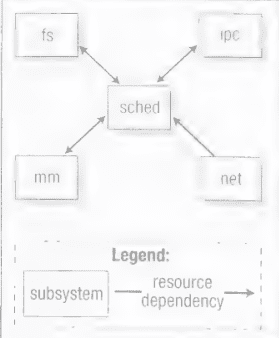 fs
ipc
sched
mm
net
Legend:
subsystem
resource
dependency